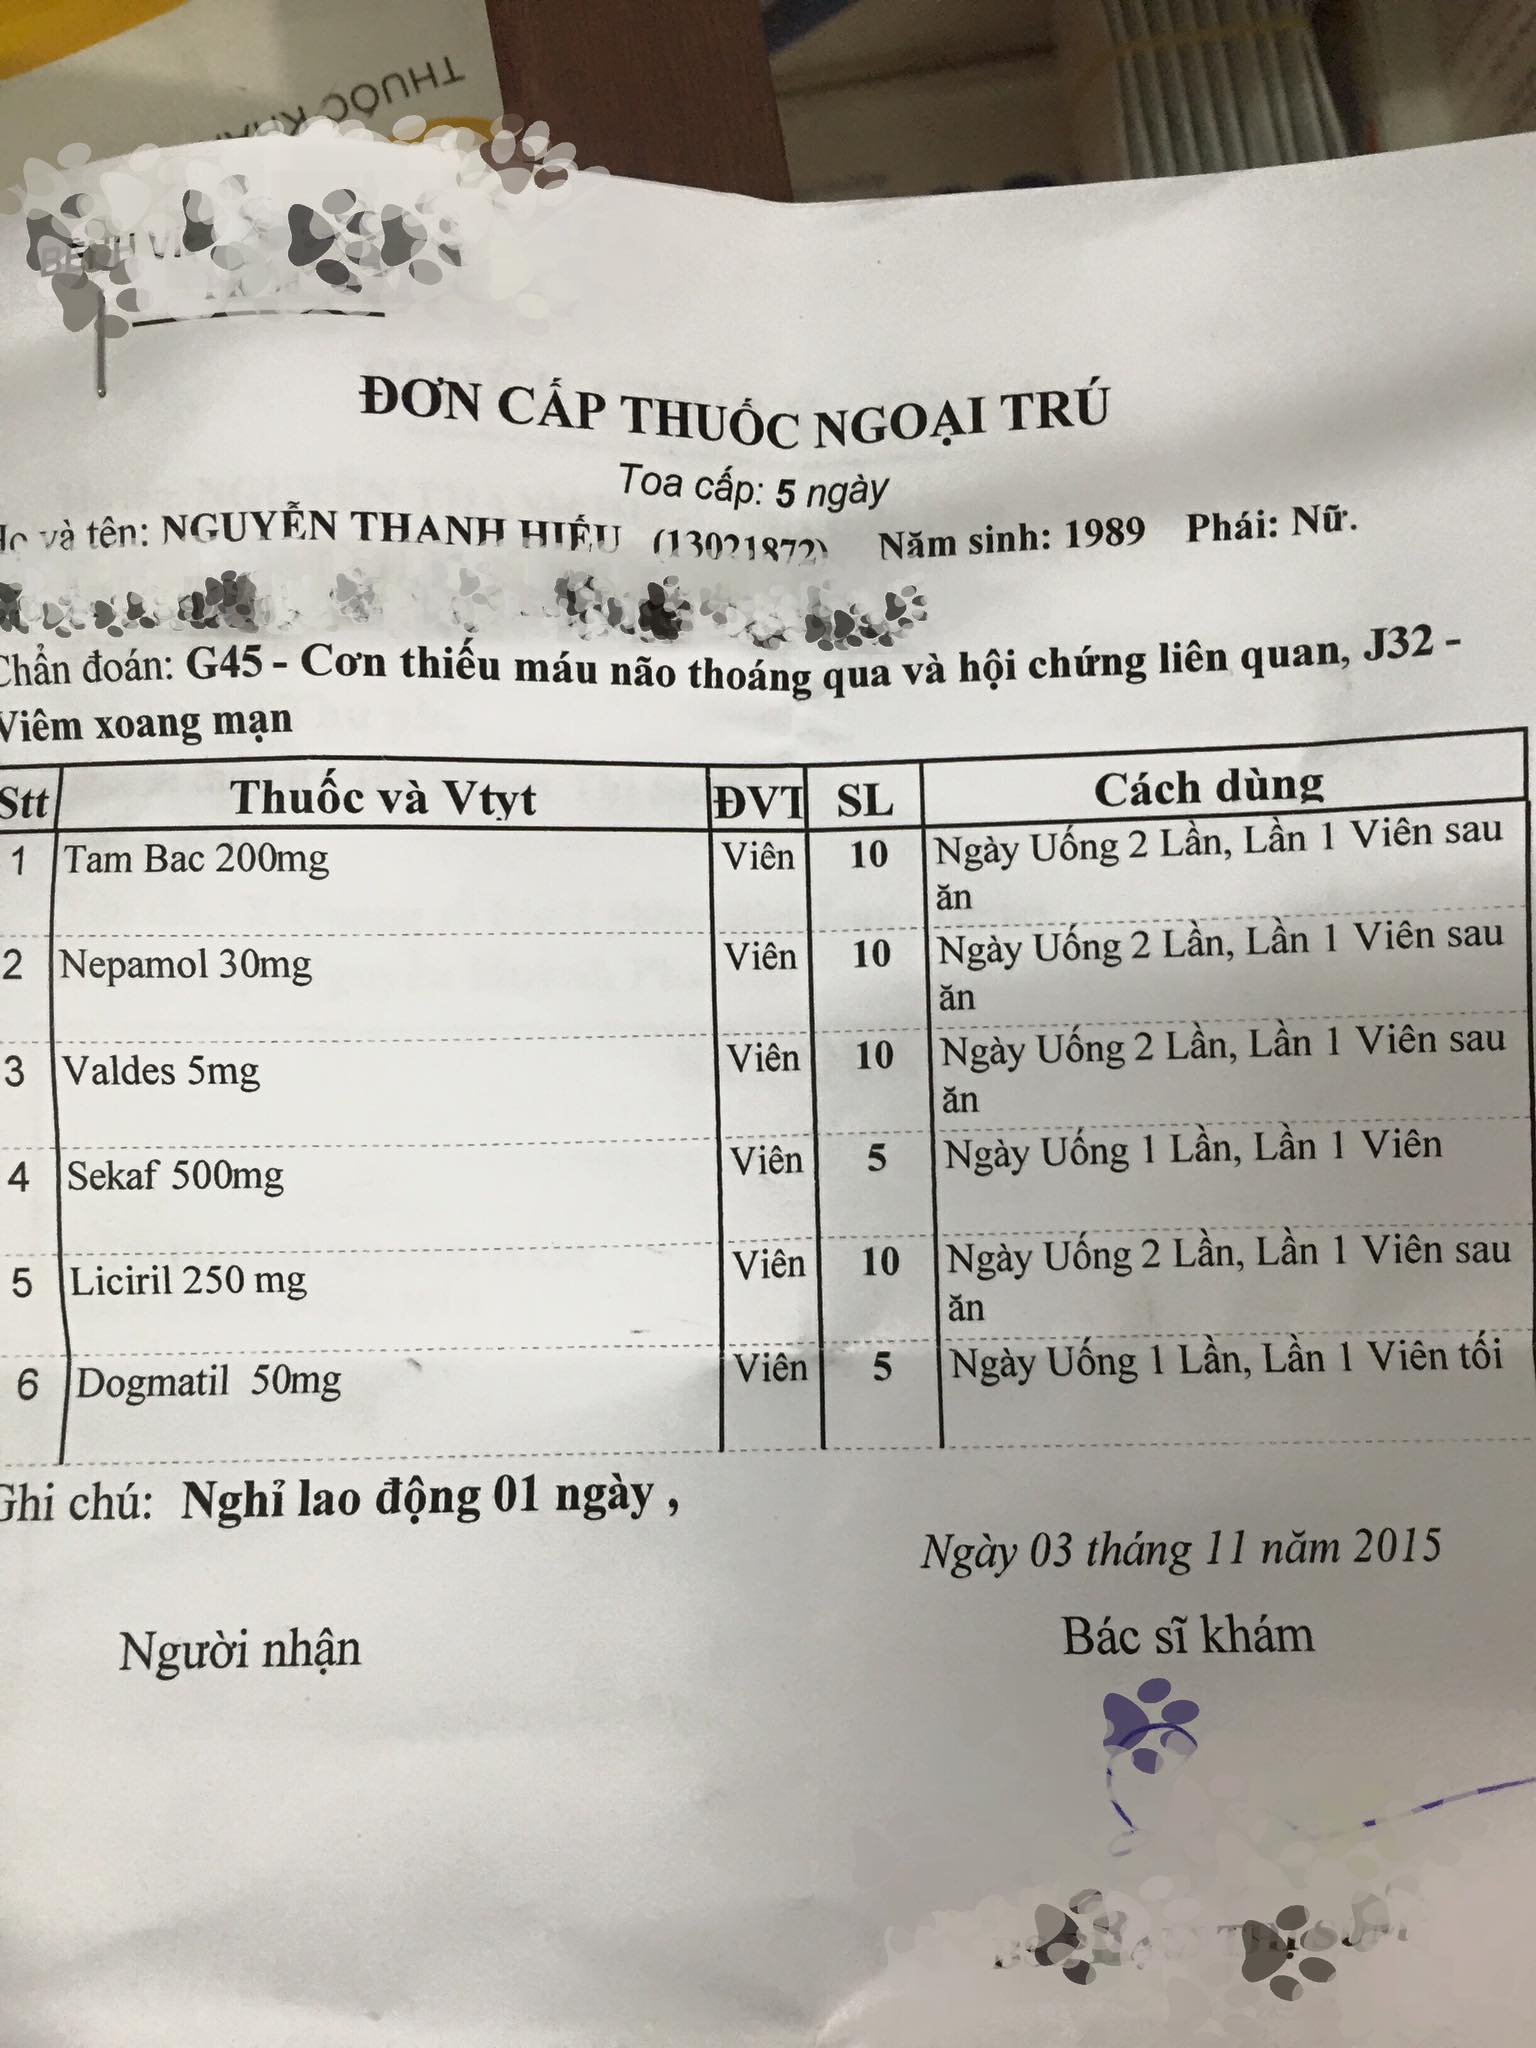 THUỐC
ĐƠN CẤP THUỐC NGOẠI TRÚ
Toa cấp: 5 ngày
Họ và tên: NGUYỄN THANH HIẾU (13021872) Năm sinh: 1989 Phái: Nữ.
Chẩn đoán: G45 - Cơn thiếu máu não thoáng qua và hội chứng liên quan, J32 -
Viêm xoang mạn
Stt Thuốc và Vtyt ĐVT SL Cách dùng
1 Tam Bac 200mg Viên 10 Ngày Uống 2 Lần, Lần 1 Viên sau
ăn
2 Nepamol 30mg Viên 10 Ngày Uống 2 Lần, Lần 1 Viên sau
ăn
3 Valdes 5mg Viên 10 Ngày Uống 2 Lần, Lần 1 Viên sau
ăn
4 Sekaf 500mg Viên 5 Ngày Uống 1 Lần, Lần 1 Viên
5 Liciril 250 mg Viên 10 Ngày Uống 2 Lần, Lần 1 Viên sau
ăn
6 Dogmatil 50mg Viên 5 Ngày Uống 1 Lần, Lần 1 Viên tối
Ghi chú: Nghỉ lao động 01 ngày ,
Ngày 03 tháng 11 năm 2015
Người nhận Bác sĩ khám